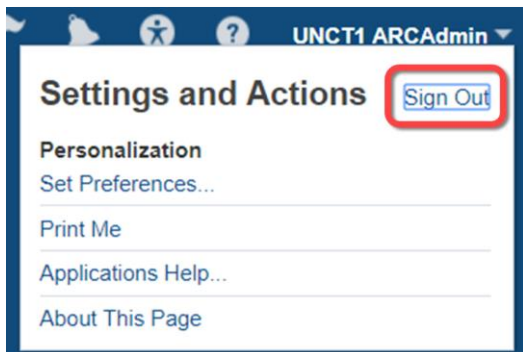 ? UNCT1 ARCAdmin
Settings and Actions Sign Out
Personalization
Set Preferences...
Print Me
Applications Help...
About This Page